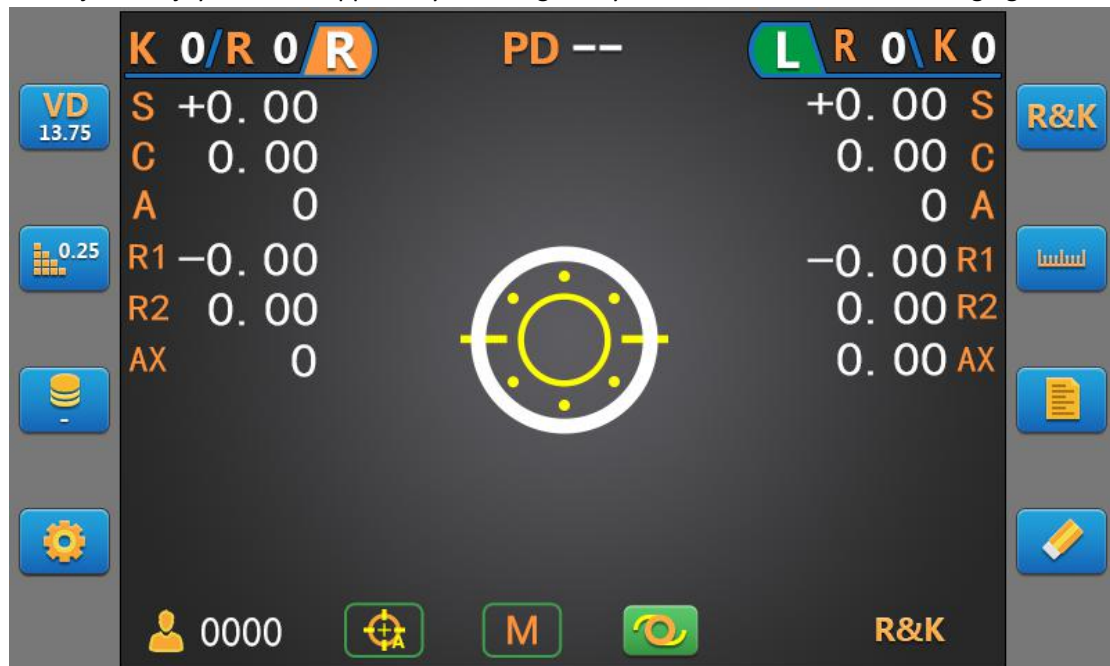 K 0/R 0/R PD -- L\R 0\K 0
VD
13.75
S +0.00 +0.00 S
R&K
C 0.00 0.00 C
A 0 0 A
0.25
R1 -0.00 -0.00 R1
R2 0.00 0.00 R2
AX 0 0.00 AX
-
0000 A M R&K